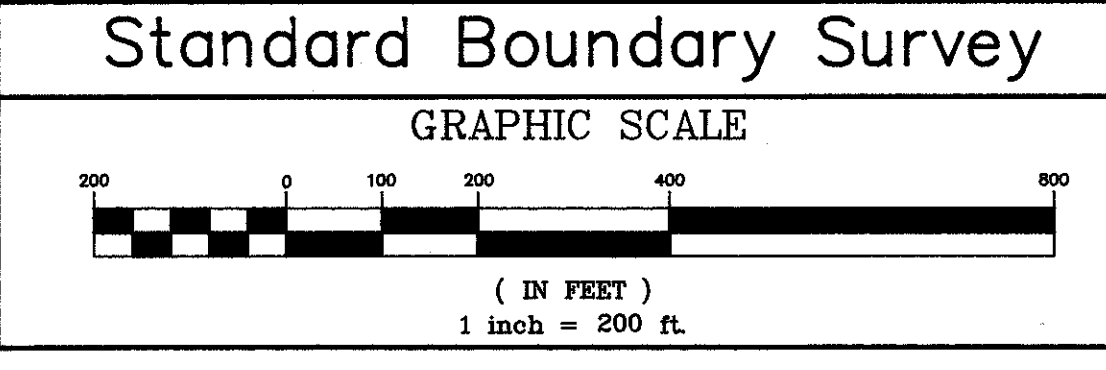 Standard Boundary Survey
GRAPHIC SCALE
200 0 100 200 400 800
( IN FEET )
1 inch = 200 ft.